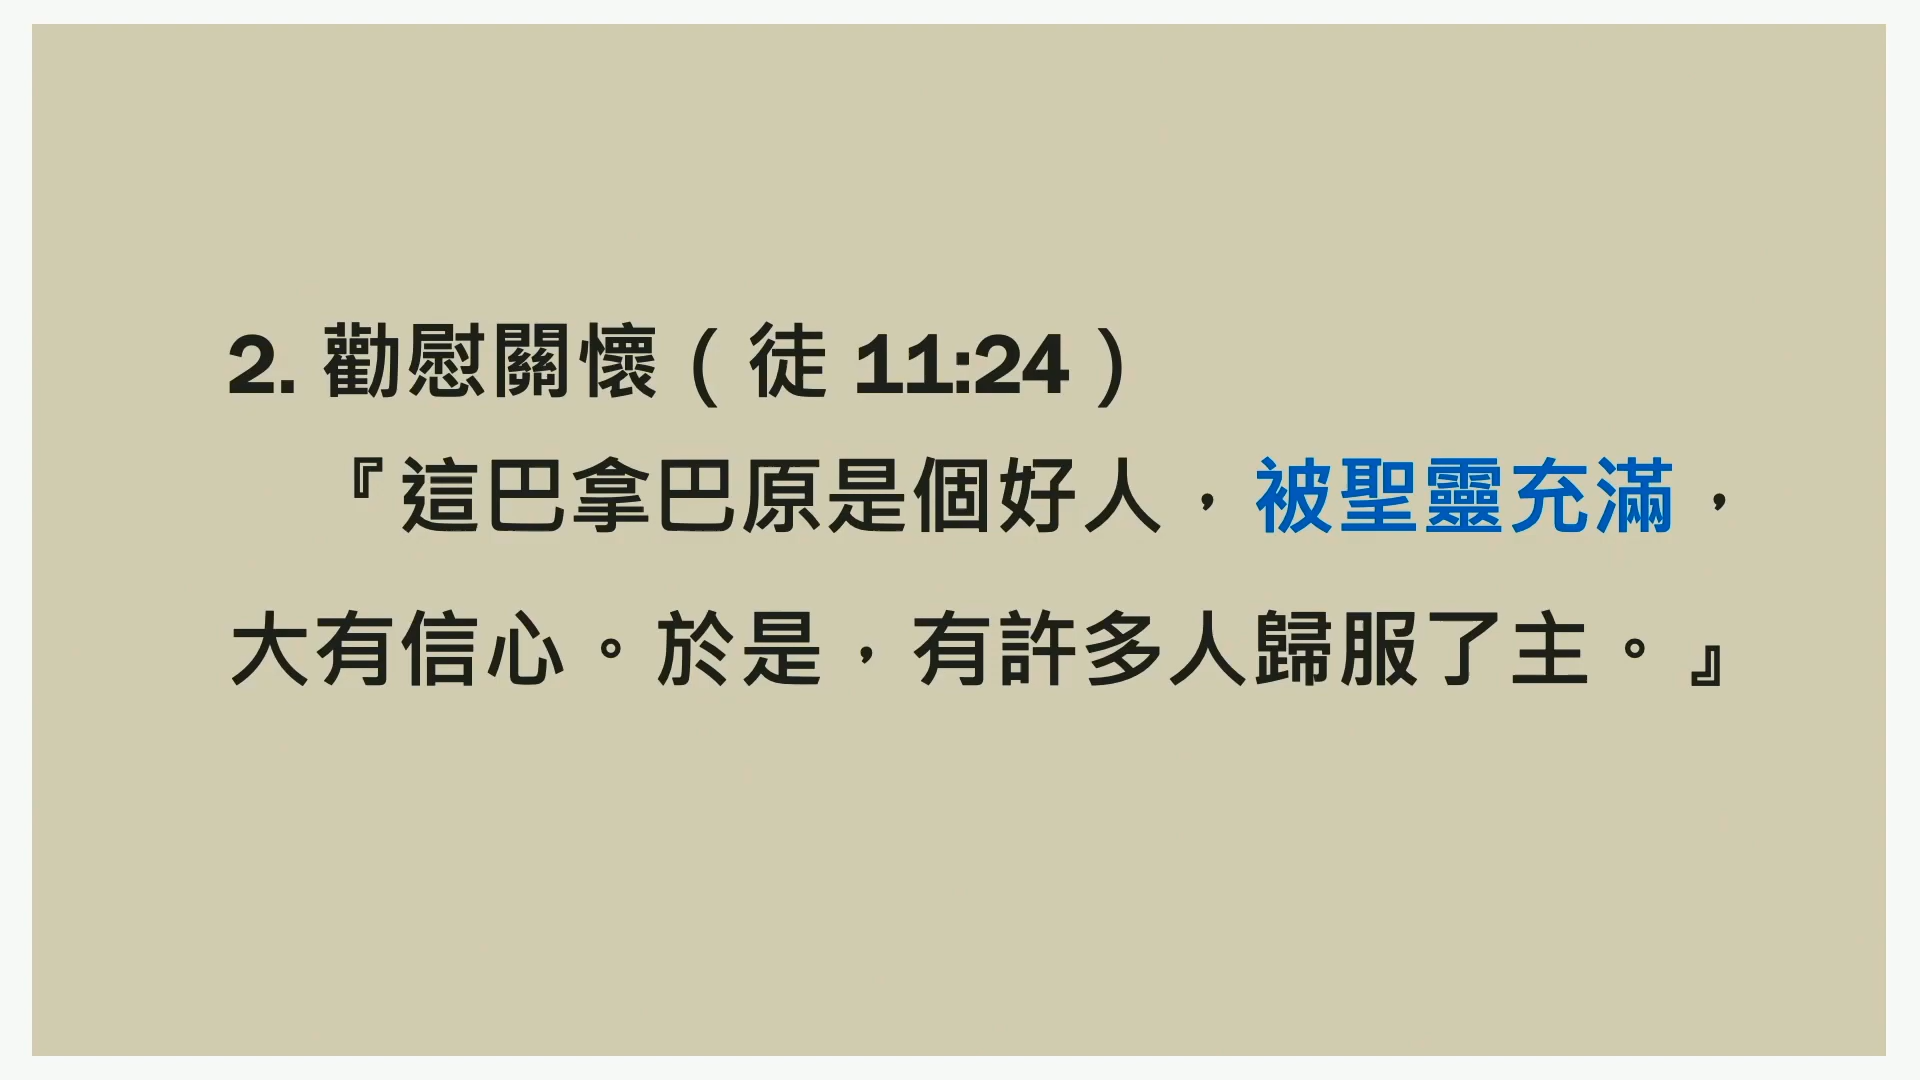 2. 勸慰關懷（徒 11:24）
『這巴拿巴原是個好人，被聖靈充滿，
大有信心。於是，有許多人歸服了主。』